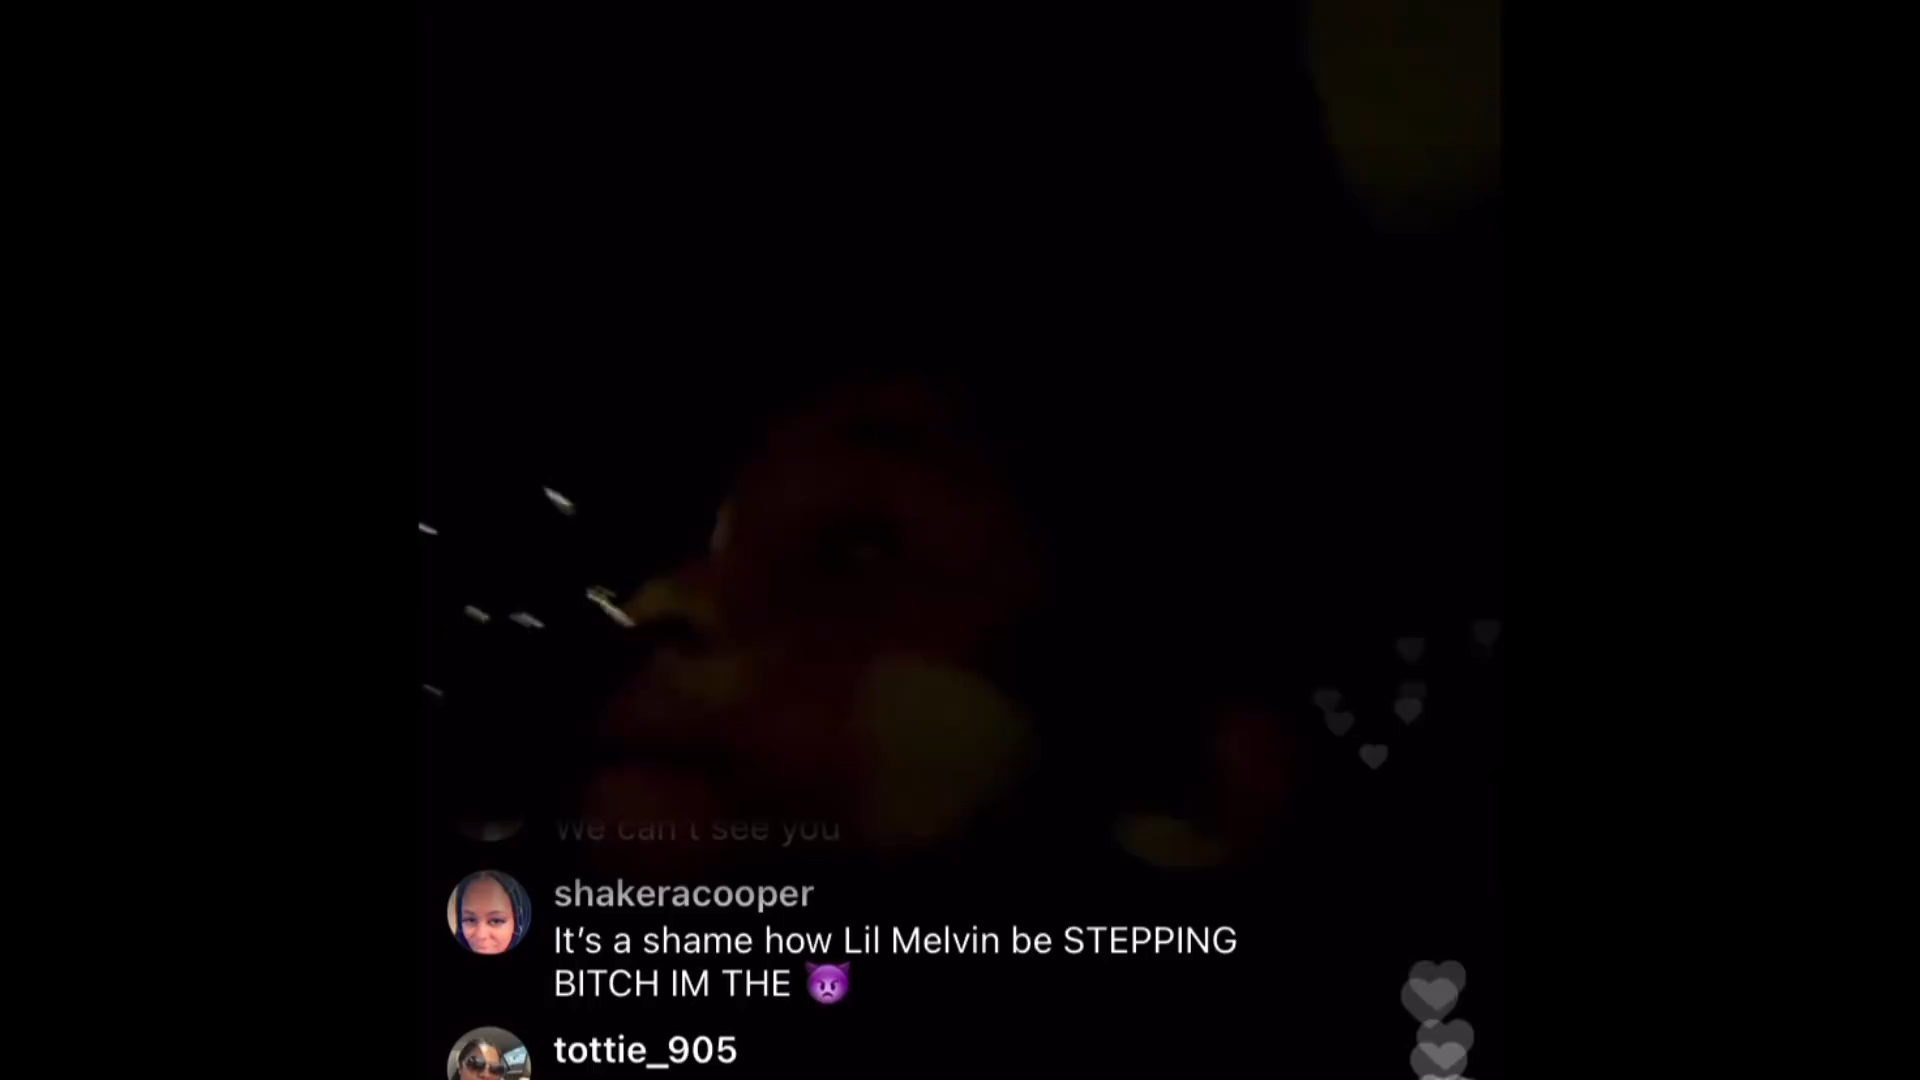 We can't see you
shakeracooper
It's a shame how Lil Melvin be STEPPING
BITCH IM THE 😈
tottie_905